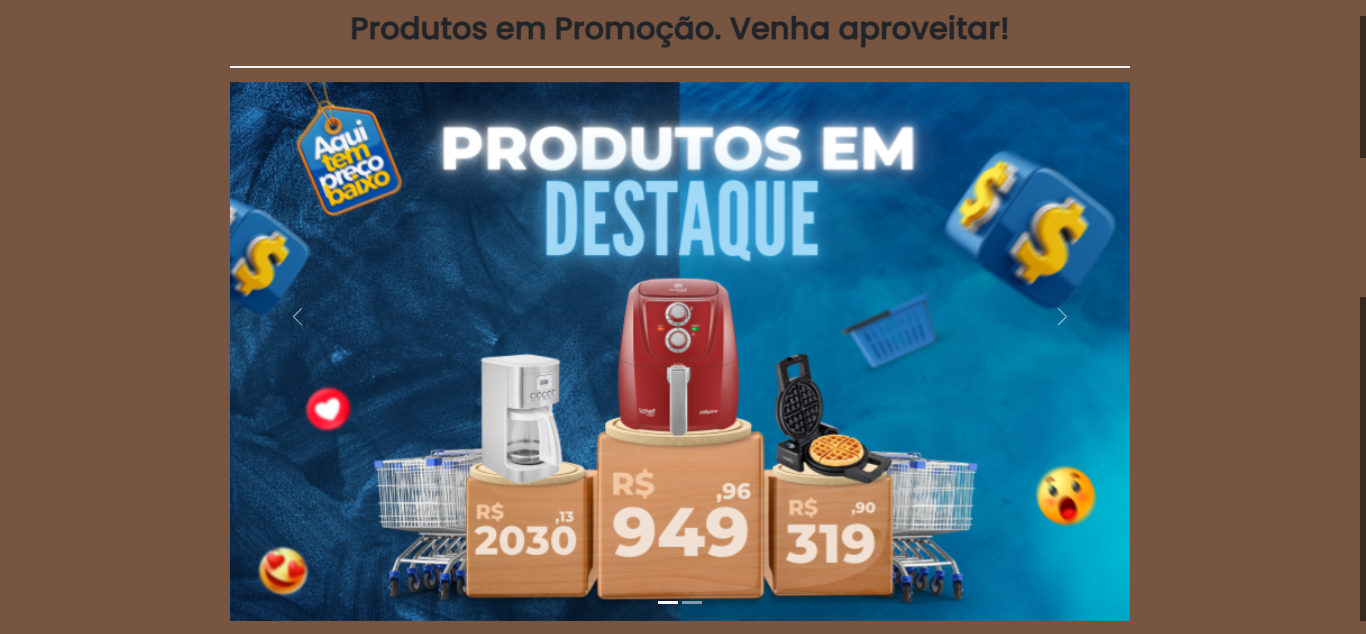 Produtos em Promoção. Venha aproveitar!
Aqui
tem
preço
baixo
PRODUTOS EM
DESTAQUE
$
$
$
R$
,13
2030
R$
,96
949
R$
,90
319